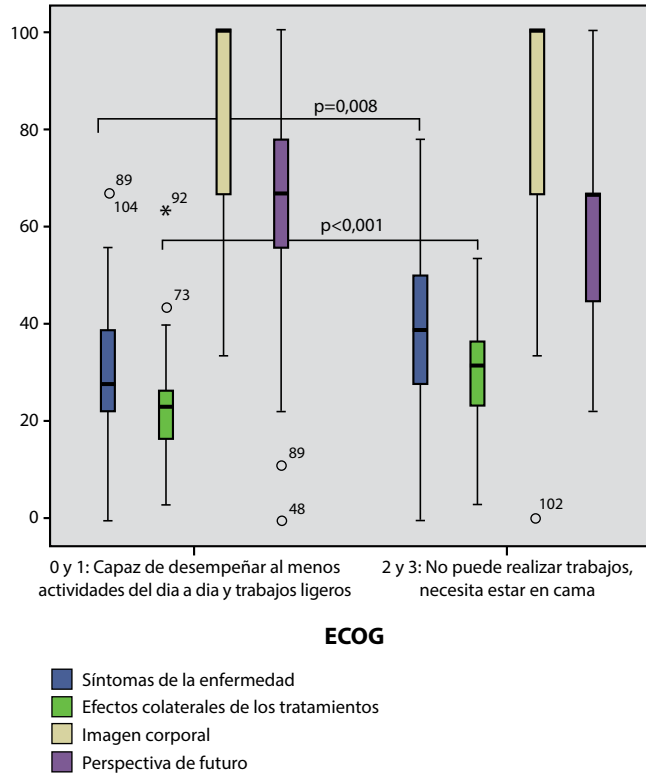 100
80
60
40
20
0
p=0,008
p<0,001
89
104
92
73
89
48
102
0 y 1: Capaz de desempeñar al menos
actividades del dia a dia y trabajos ligeros
2 y 3: No puede realizar trabajos,
necesita estar en cama
ECOG
Síntomas de la enfermedad
Efectos colaterales de los tratamientos
Imagen corporal
Perspectiva de futuro